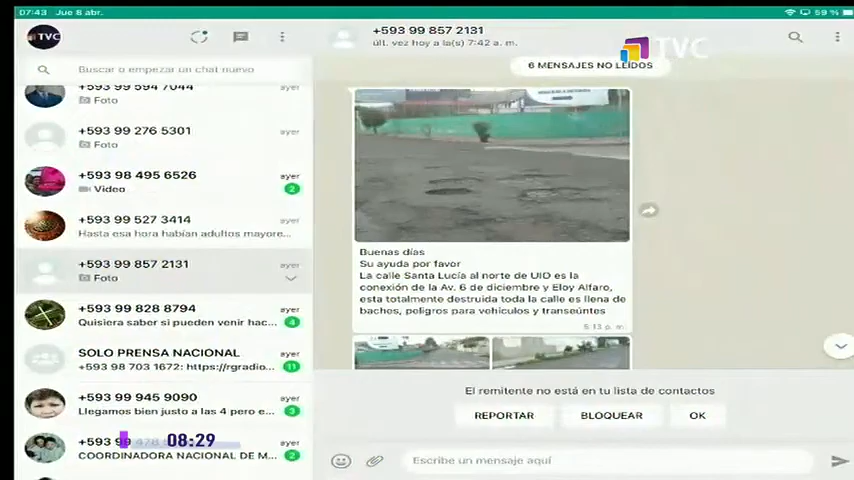 07:43 Jue 8 abr.
59 %
TVC
Buscar o empezar un chat nuevo
+593 99 594 7044
ayer
Foto
+593 99 276 5301
ayer
Foto
+593 98 495 6526
ayer
Video
2
+593 99 527 3414
ayer
Hasta esa hora habían adultos mayore...
+593 99 857 2131
ayer
Foto
+593 99 828 8794
ayer
Quisiera saber si pueden venir hac...
4
SOLO PRENSA NACIONAL
ayer
+593 98 703 1672: https://rgradio...
11
+593 99 945 9090
ayer
Llegamos bien justo a las 4 pero e...
3
+593 99 478
ayer
08:29
COORDINADORA NACIONAL DE M...
2
+593 99 857 2131
últ. vez hoy a la(s) 7:42 a. m.
TVC
6 MENSAJES NO LEÍDOS
Buenas días
Su ayuda por favor
La calle Santa Lucía al norte de UIO es la
conexión de la Av. 6 de diciembre y Eloy Alfaro,
esta totalmente destruida toda la calle es llena de
baches, peligros para vehículos y transeúntes
5:13 p. m.
El remitente no está en tu lista de contactos
REPORTAR
BLOQUEAR
OK
Escribe un mensaje aquí